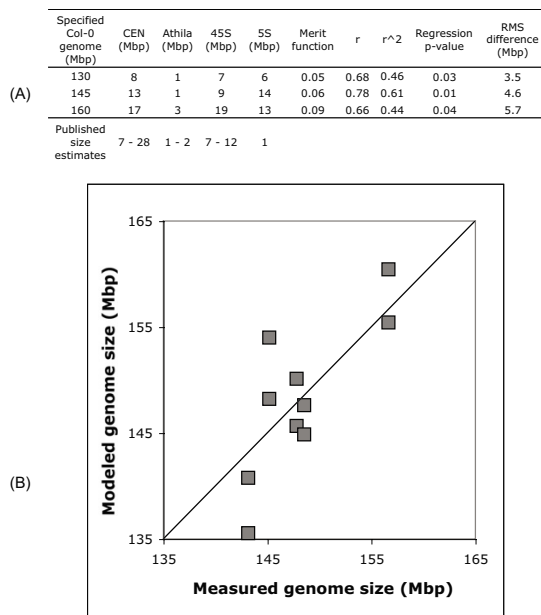 Specified Col-0 genome (Mbp) CEN (Mbp) Athila (Mbp) 45S (Mbp) 5S (Mbp) Merit function r r^2 Regression p-value RMS difference (Mbp)
130 8 1 7 6 0.05 0.68 0.46 0.03 3.5
(A) 145 13 1 9 14 0.06 0.78 0.61 0.01 4.6
160 17 3 19 13 0.09 0.66 0.44 0.04 5.7
Published size estimates 7 - 28 1 - 2 7 - 12 1
(B)
Modeled genome size (Mbp)
165
155
145
135
135 145 155 165
Measured genome size (Mbp)